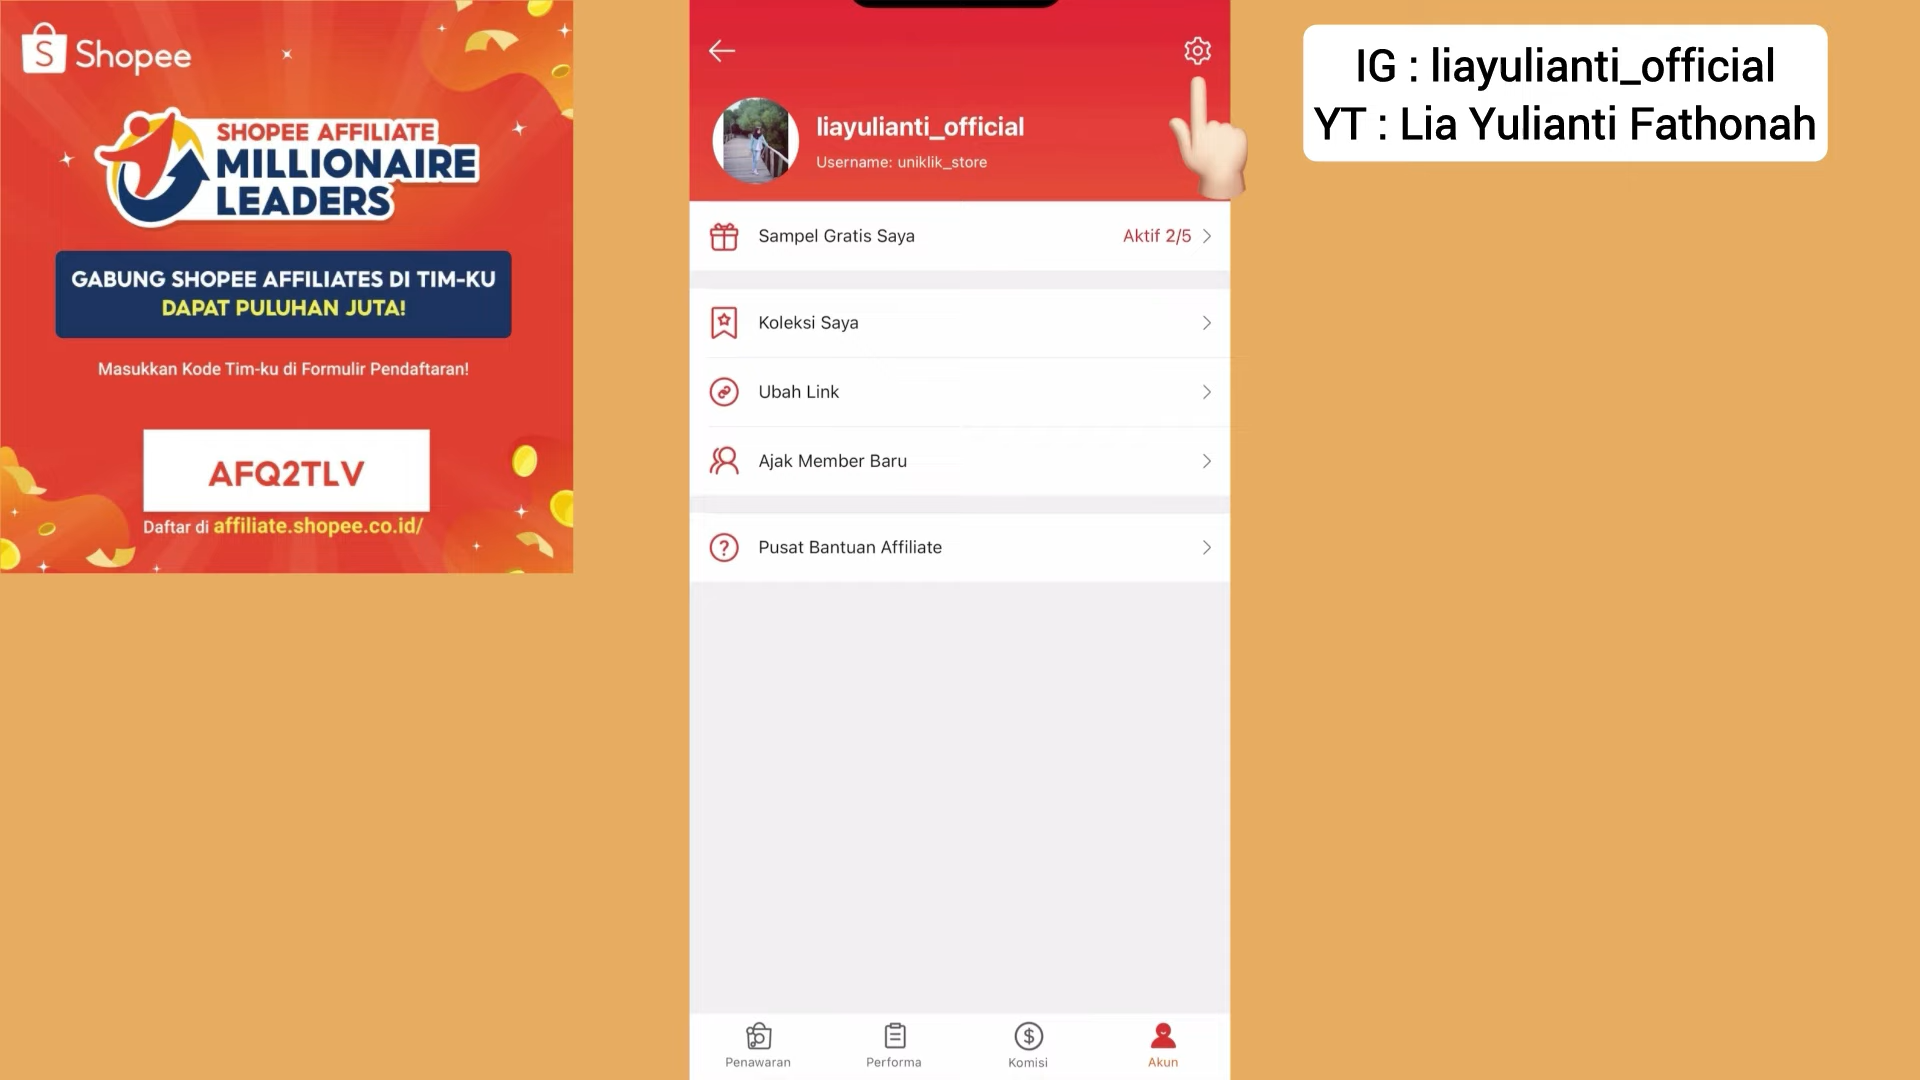 Shopee
SHOPEE AFFILIATE
MILLIONAIRE
LEADERS
GABUNG SHOPEE AFFILIATES DI TIM-KU
DAPAT PULUHAN JUTA!
Masukkan Kode Tim-ku di Formulir Pendaftaran!
AFQ2TLV
Daftar di affiliate.shopee.co.id/
liayulianti_official
Username: uniklik_store
Sampel Gratis Saya Aktif 2/5
Koleksi Saya
Ubah Link
Ajak Member Baru
Pusat Bantuan Affiliate
Penawaran Performa Komisi Akun
IG : liayulianti_official
YT : Lia Yulianti Fathonah